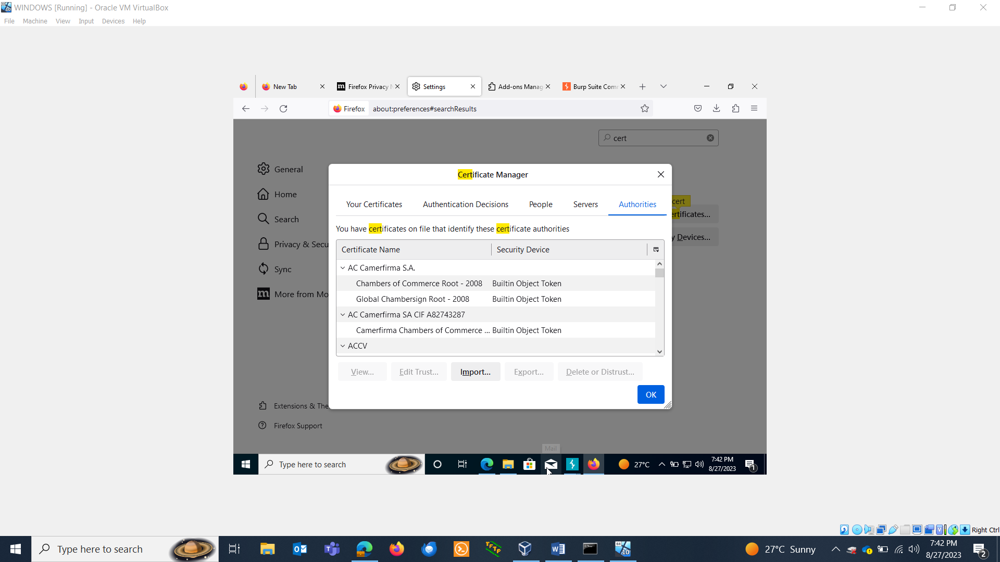 WINDOWS [Running] - Oracle VM VirtualBox
File Machine View Input Devices Help
New Tab
Firefox Privacy N
Settings
Add-ons Manag
Burp Suite Com
Firefox
about:preferences#searchResults
cert
General
Home
Search
Privacy & Secu
Sync
More from Mo
Extensions & The
Firefox Support
cert
ertificates...
y Devices...
Certificate Manager
Your Certificates
Authentication Decisions
People
Servers
Authorities
You have certificates on file that identify these certificate authorities
Certificate Name
Security Device
AC Camerfirma S.A.
Chambers of Commerce Root - 2008 Builtin Object Token
Global Chambersign Root - 2008 Builtin Object Token
AC Camerfirma SA CIF A82743287
Camerfirma Chambers of Commerce ... Builtin Object Token
ACCV
View...
Edit Trust...
Import...
Export...
Delete or Distrust...
OK
Mail
Type here to search
27°C
7:42 PM
8/27/2023
1
Right Ctrl
Type here to search
27°C Sunny
7:42 PM
8/27/2023
2